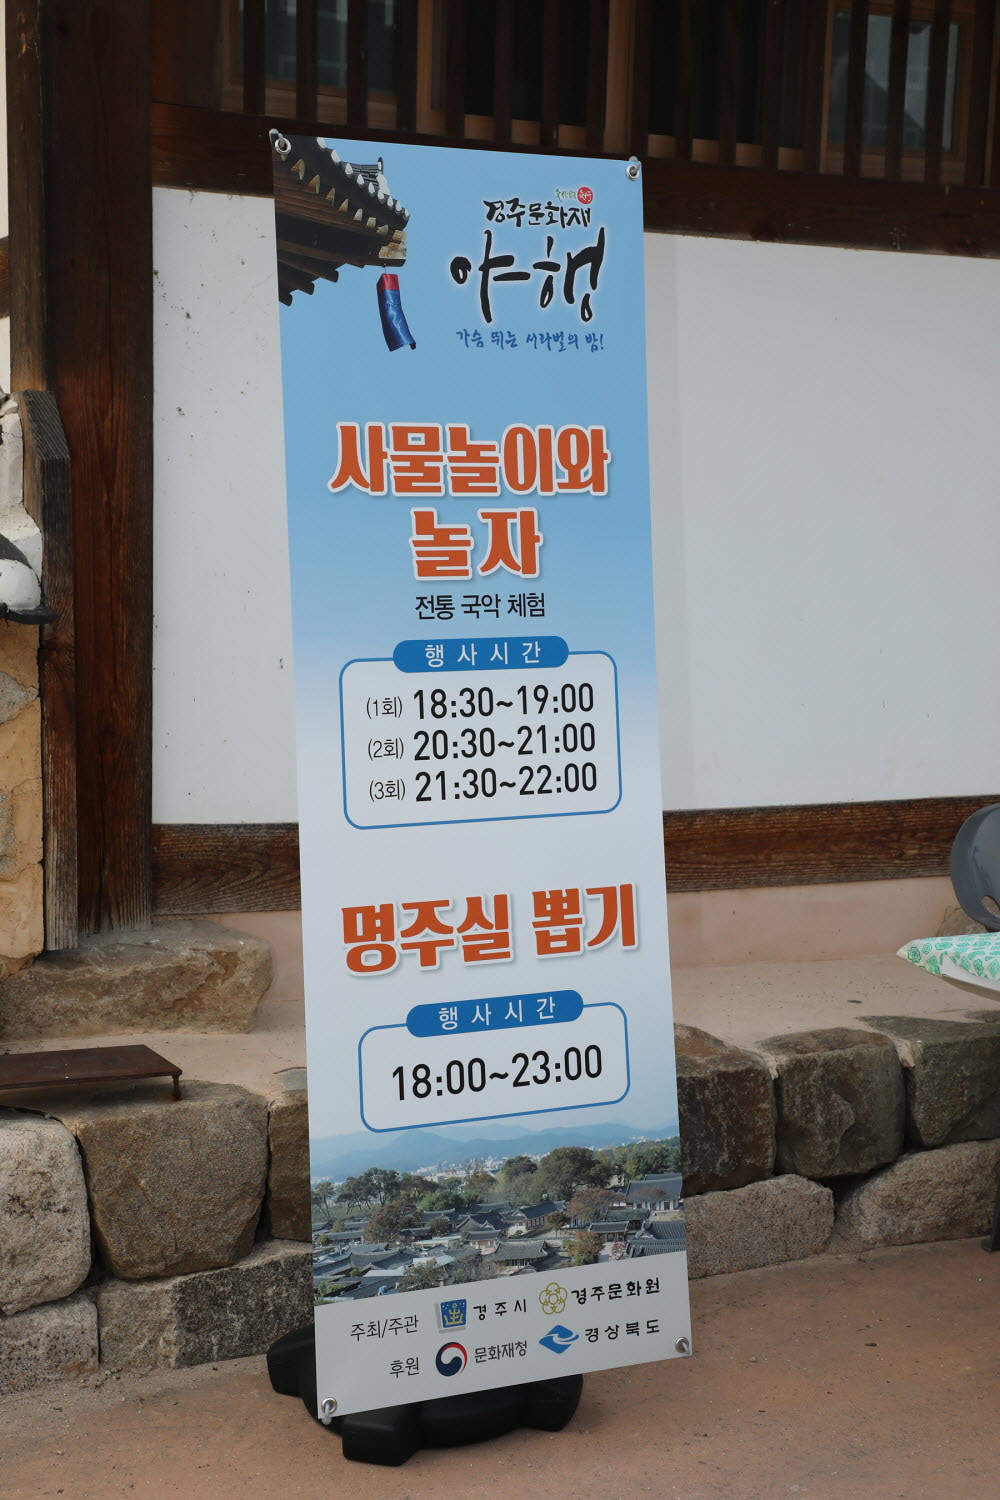 경주문화재
야행
가슴 뛰는 서라벌의 밤!
사물놀이와
놀자
전통 국악 체험
행사시간
(1회) 18:30~19:00
(2회) 20:30~21:00
(3회) 21:30~22:00
명주실 뽑기
행사시간
18:00~23:00
주최/주관 경주시 경주문화원
후원 문화재청 경상북도